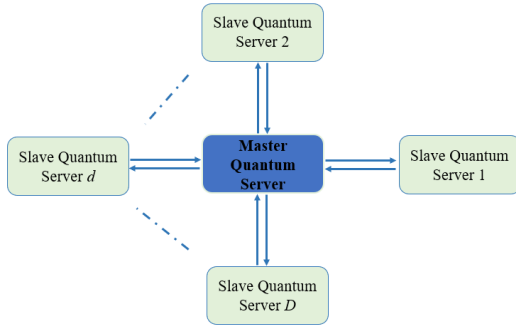 Slave Quantum
Server 2
Slave Quantum
Server d
Master
Quantum
Server
Slave Quantum
Server 1
Slave Quantum
Server D